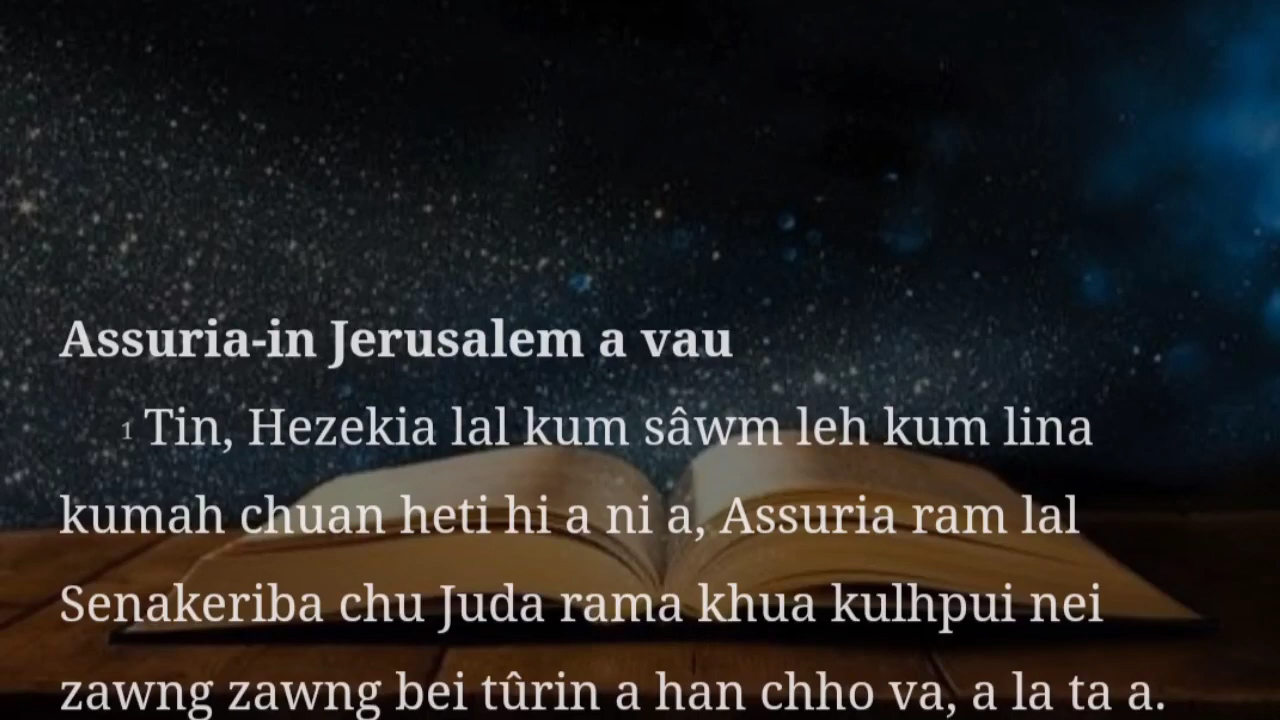 Assuria-in Jerusalem a vau
1 Tin, Hezekia lal kum sâwm leh kum lina
kumah chuan heti hi a ni a, Assuria ram lal
Senakeriba chu Juda rama khua kulhpui nei
zawng zawng bei tûrin a han chho va, a la ta a.